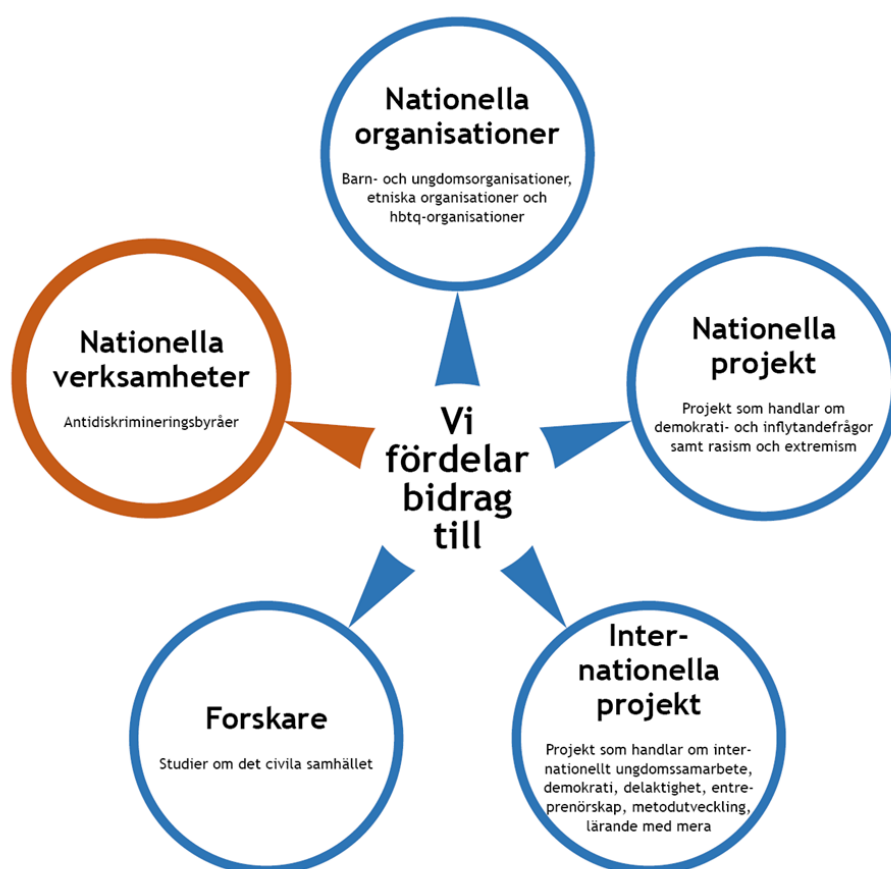 Nationella
organisationer
Barn- och ungdomsorganisationer,
etniska organisationer och
hbtq-organisationer
Nationella
projekt
Projekt som handlar om
demokrati- och inflytandefrågor
samt rasism och extremism
Nationella
verksamheter
Antidiskrimineringsbyråer
Vi
fördelar
bidrag
till
Forskare
Studier om det civila samhället
Inter-
nationella
projekt
Projekt som handlar om inter-
nationellt ungdomssamarbete,
demokrati, delaktighet, entre-
prenörskap, metodutveckling,
lärande med mera